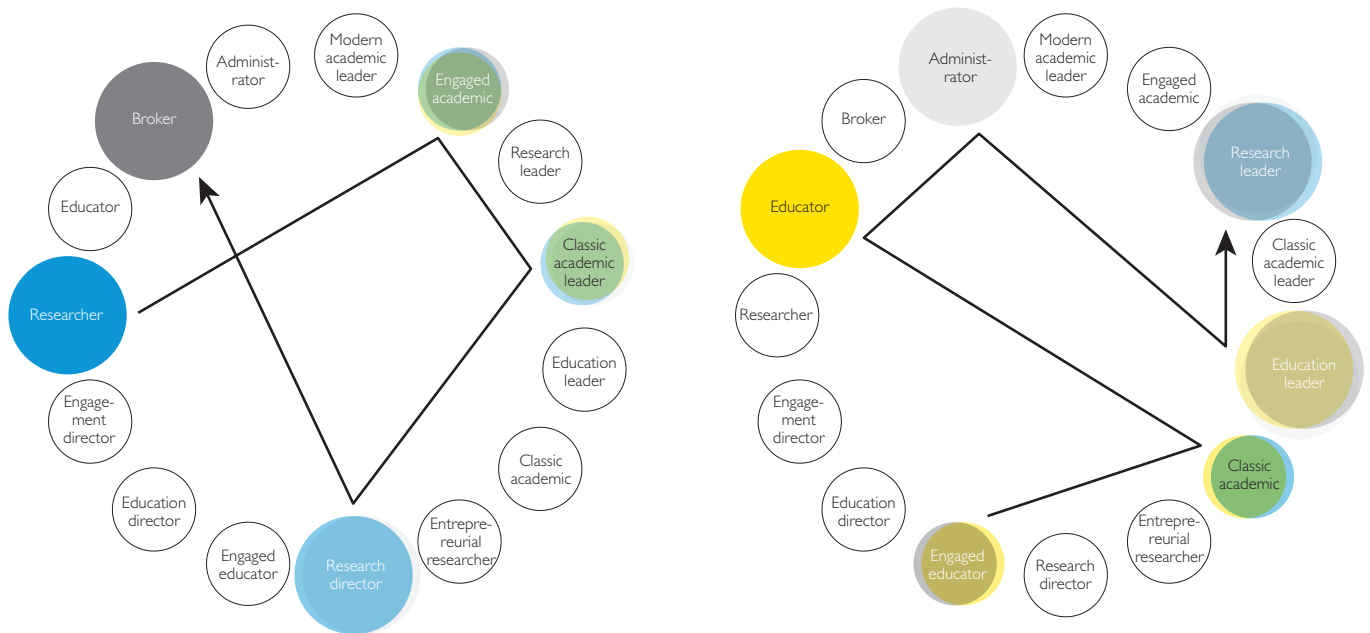 Modern
academic
leader
Administ-
rator
Engaged
academic
Broker
Research
leader
Educator
Classic
academic
leader
Researcher
Education
leader
Engage-
ment
director
Classic
academic
Education
director
Entrepre-
reurial
researcher
Engaged
educator
Research
director
Modern
academic
leader
Administ-
rator
Engaged
academic
Broker
Research
leader
Educator
Classic
academic
leader
Researcher
Education
leader
Engage-
ment
director
Classic
academic
Education
director
Entrepre-
reurial
researcher
Engaged
educator
Research
director